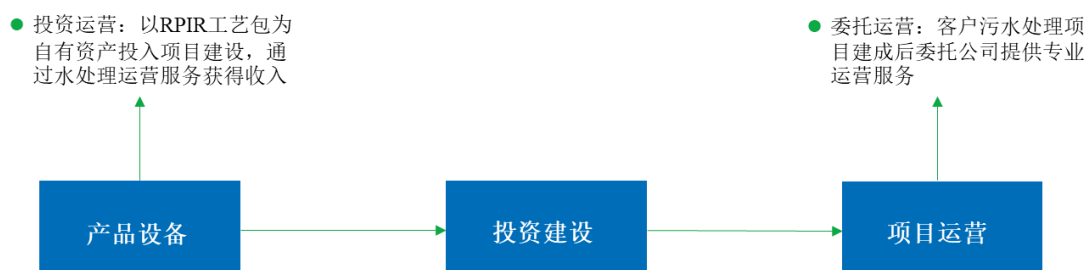 投资运营：以RPIR工艺包为
自有资产投入项目建设，通
过水处理运营服务获得收入
委托运营：客户污水处理项
目建成后委托公司提供专业
运营服务
产品设备
投资建设
项目运营